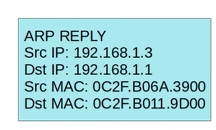 ARP REPLY
Src IP: 192.168.1.3
Dst IP: 192.168.1.1
Src MAC: 0C2F.B06A.3900
Dst MAC: 0C2F.B011.9D00